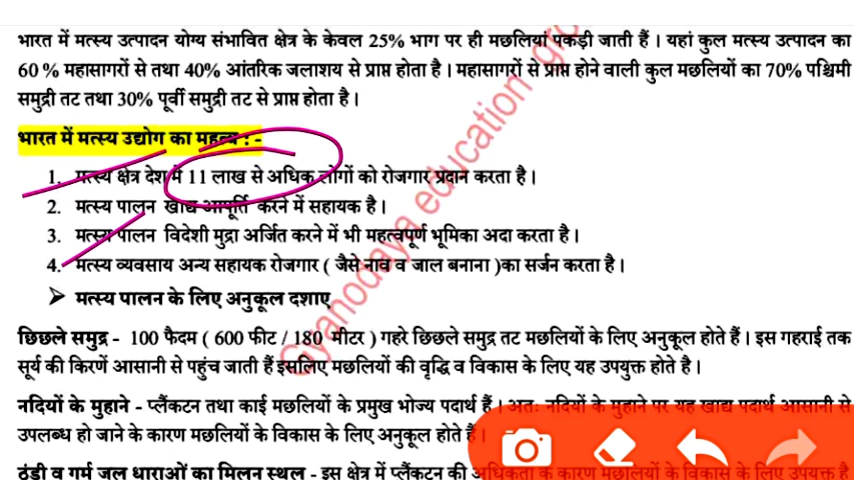 भारत में मत्स्य उत्पादन योग्य संभावित क्षेत्र के केवल 25% भाग पर ही मछलियां पकड़ी जाती हैं। यहां कुल मत्स्य उत्पादन का
60 % महासागरों से तथा 40% आंतरिक जलाशय से प्राप्त होता है। महासागरों से प्राप्त होने वाली कुल मछलियों का 70% पश्चिमी
समुद्री तट तथा 30% पूर्वी समुद्री तट से प्राप्त होता है।
भारत में मत्स्य उद्योग का महत्व : -
1. मत्स्य क्षेत्र देश में 11 लाख से अधिक लोगों को रोजगार प्रदान करता है।
2. मत्स्य पालन खाद्य आपूर्ति करने में सहायक है।
3. मत्स्य पालन विदेशी मुद्रा अर्जित करने में भी महत्वपूर्ण भूमिका अदा करता है।
4. मत्स्य व्यवसाय अन्य सहायक रोजगार ( जैसे नाव व जाल बनाना )का सर्जन करता है।
➢ मत्स्य पालन के लिए अनुकूल दशाए
छिछले समुद्र - 100 फैदम ( 600 फीट / 180 मीटर ) गहरे छिछले समुद्र तट मछलियों के लिए अनुकूल होते हैं। इस गहराई तक
सूर्य की किरणें आसानी से पहुंच जाती हैं इसलिए मछलियों की वृद्धि व विकास के लिए यह उपयुक्त होते है।
नदियों के मुहाने - प्लैंकटन तथा काई मछलियों के प्रमुख भोज्य पदार्थ हैं। अतः नदियों के मुहाने पर यह खाद्य पदार्थ आसानी से
उपलब्ध हो जाने के कारण मछलियों के विकास के लिए अनुकूल होते हैं।
ठंडी व गर्म जल धाराओं का मिलन स्थल - इस क्षेत्र में प्लैंकटन की अधिकता के कारण मछलियों के विकास के लिए उपयुक्त है
Gyanodaya education gro